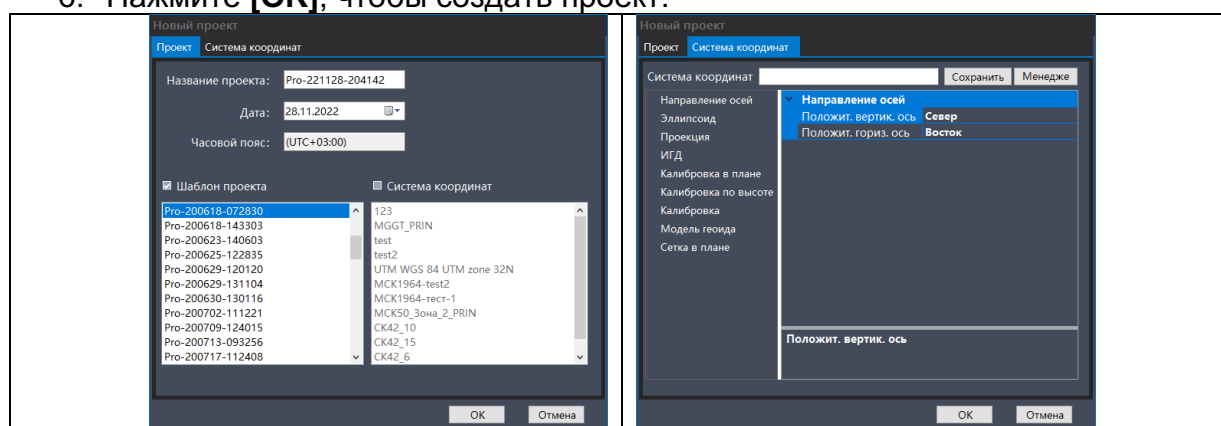 6. Нажмите [OK], чтобы создать проект.
Новый проект
Проект Система координат
Название проекта: Pro-221128-204142
Дата: 28.11.2022
Часовой пояс: (UTC+03:00)
Шаблон проекта
Pro-200618-072830
Pro-200618-143303
Pro-200623-140603
Pro-200625-122835
Pro-200629-120120
Pro-200629-131104
Pro-200630-130116
Pro-200702-111221
Pro-200709-124015
Pro-200713-093256
Pro-200717-112408
Система координат
123
MGGT_PRIN
test
test2
UTM WGS 84 UTM zone 32N
МСК1964-test2
МСК1964-тест-1
МСК50_Зона_2_PRIN
СК42_10
СК42_15
СК42_6
OK Отмена
Новый проект
Проект Система координат
Система координат Сохранить Менедже
Направление осей
Эллипсоид
Проекция
ИГД
Калибровка в плане
Калибровка по высоте
Калибровка
Модель геоида
Сетка в плане
Направление осей
Положит. вертик. ось Север
Положит. гориз. ось Восток
Положит. вертик. ось
OK Отмена